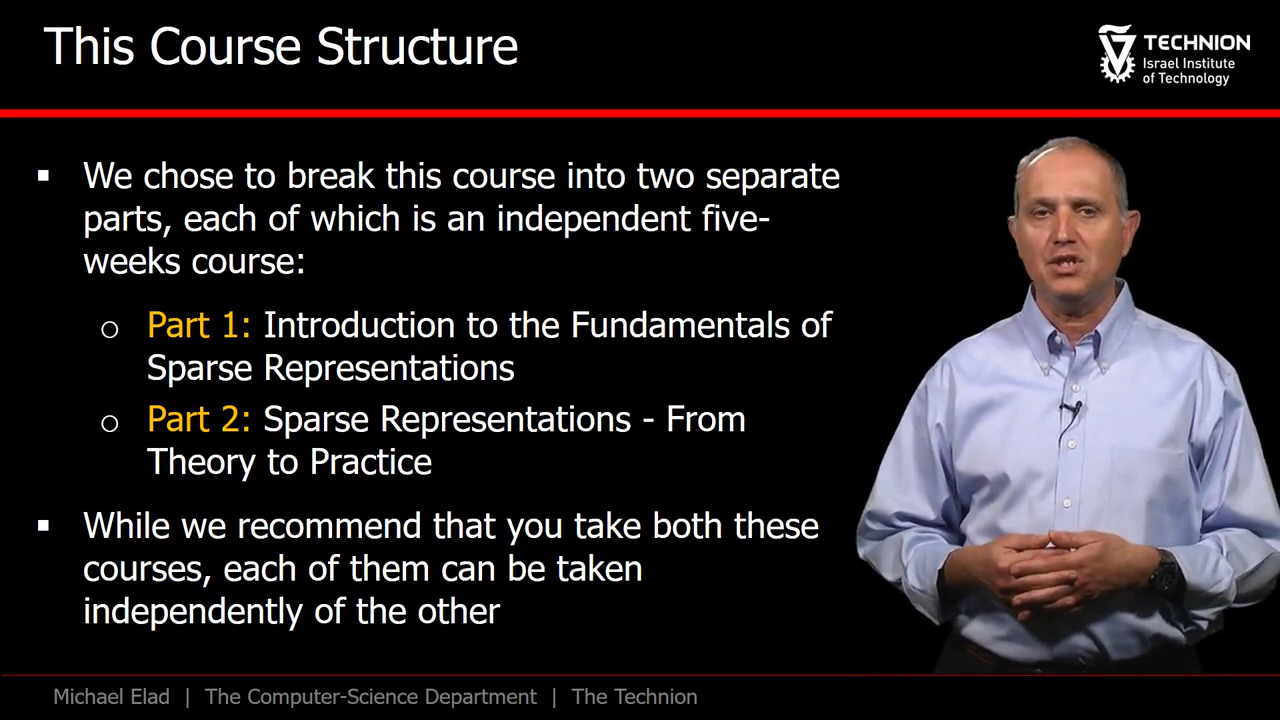 This Course Structure
TECHNION
Israel Institute
of Technology
▪ We chose to break this course into two separate
parts, each of which is an independent five-
weeks course:
o Part 1: Introduction to the Fundamentals of
Sparse Representations
o Part 2: Sparse Representations - From
Theory to Practice
▪ While we recommend that you take both these
courses, each of them can be taken
independently of the other
Michael Elad | The Computer-Science Department | The Technion